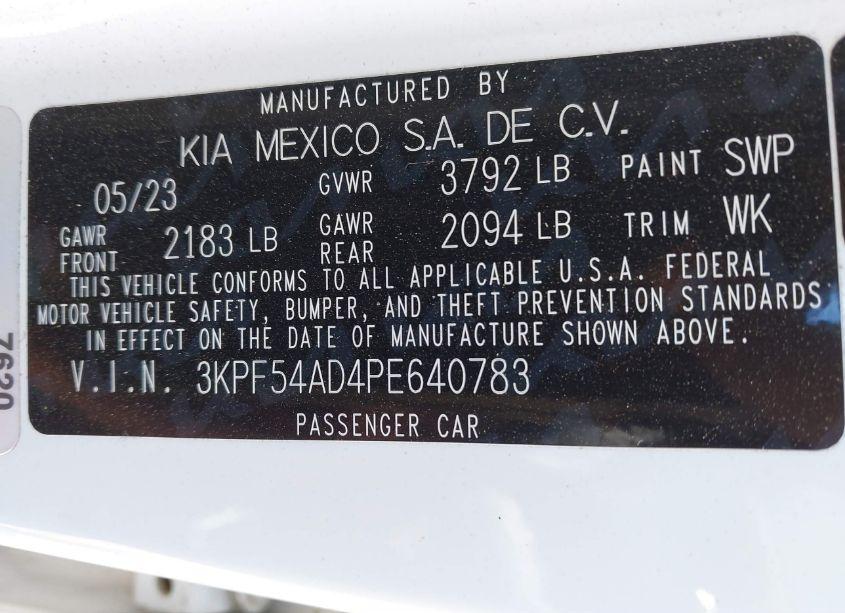 MANUFACTURED BY
KIA MEXICO S.A. DE C.V.
05/23 GVWR 3792 LB PAINT SWP
GAWR FRONT 2183 LB GAWR REAR 2094 LB TRIM WK
THIS VEHICLE CONFORMS TO ALL APPLICABLE U.S.A. FEDERAL
MOTOR VEHICLE SAFETY, BUMPER, AND THEFT PREVENTION STANDARDS
IN EFFECT ON THE DATE OF MANUFACTURE SHOWN ABOVE.
V.I.N. 3KPF54AD4PE640783
PASSENGER CAR
7620